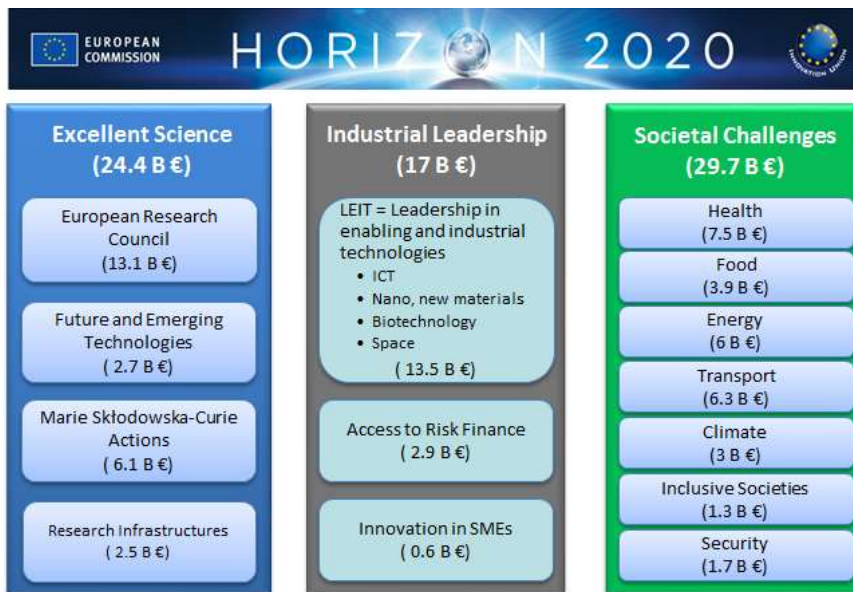 EUROPEAN
COMMISSION
HORIZON 2020
INNOVATION UNION
Excellent Science
(24.4 B €)
European Research
Council
(13.1 B €)
Future and Emerging
Technologies
( 2.7 B €)
Marie Skłodowska-Curie
Actions
( 6.1 B €)
Research Infrastructures
( 2.5 B €)
Industrial Leadership
(17 B €)
LEIT = Leadership in
enabling and industrial
technologies
• ICT
• Nano, new materials
• Biotechnology
• Space
( 13.5 B €)
Access to Risk Finance
( 2.9 B €)
Innovation in SMEs
( 0.6 B €)
Societal Challenges
(29.7 B €)
Health
(7.5 B €)
Food
(3.9 B €)
Energy
(6 B €)
Transport
(6.3 B €)
Climate
(3 B €)
Inclusive Societies
(1.3 B €)
Security
(1.7 B €)